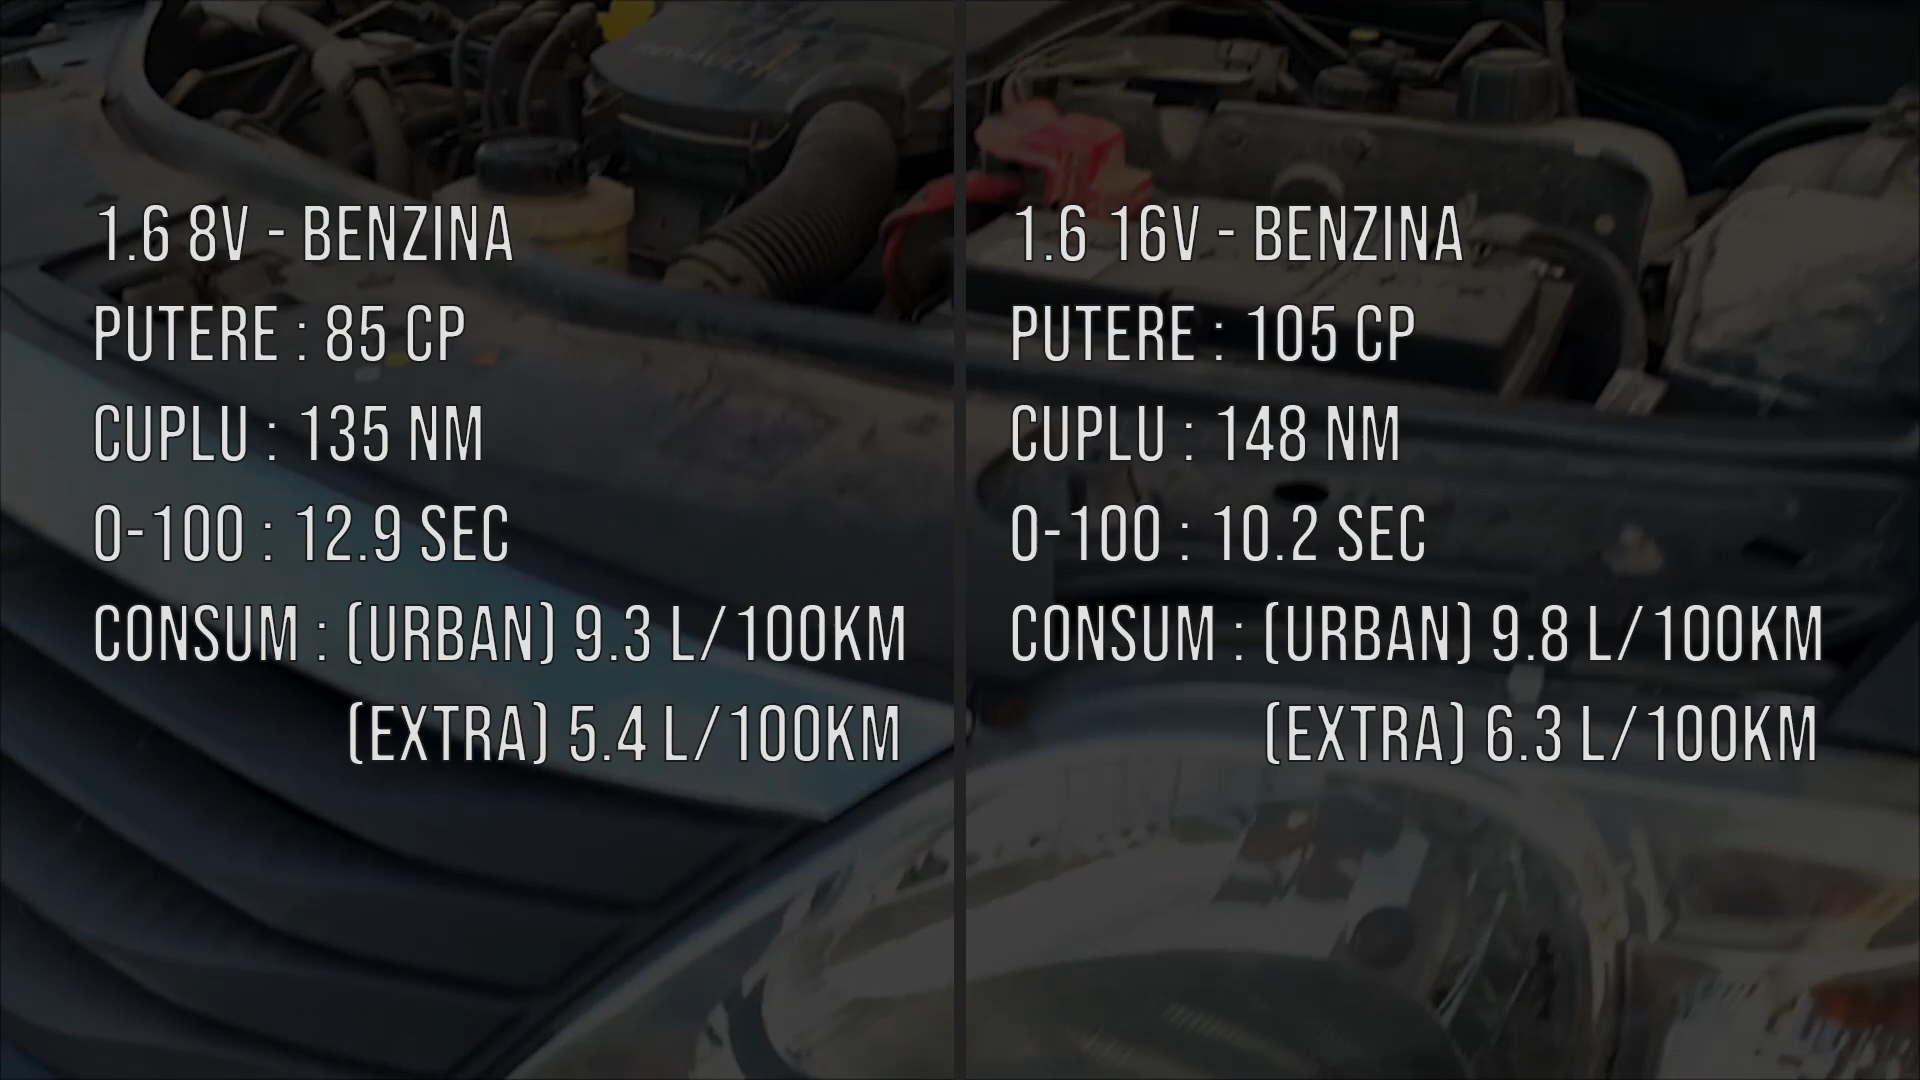 1.6 8V - BENZINA
PUTERE : 85 CP
CUPLU : 135 NM
0-100 : 12.9 SEC
CONSUM : (URBAN) 9.3 L/100KM
(EXTRA) 5.4 L/100KM
1.6 16V - BENZINA
PUTERE : 105 CP
CUPLU : 148 NM
0-100 : 10.2 SEC
CONSUM : (URBAN) 9.8 L/100KM
(EXTRA) 6.3 L/100KM
RENAULT